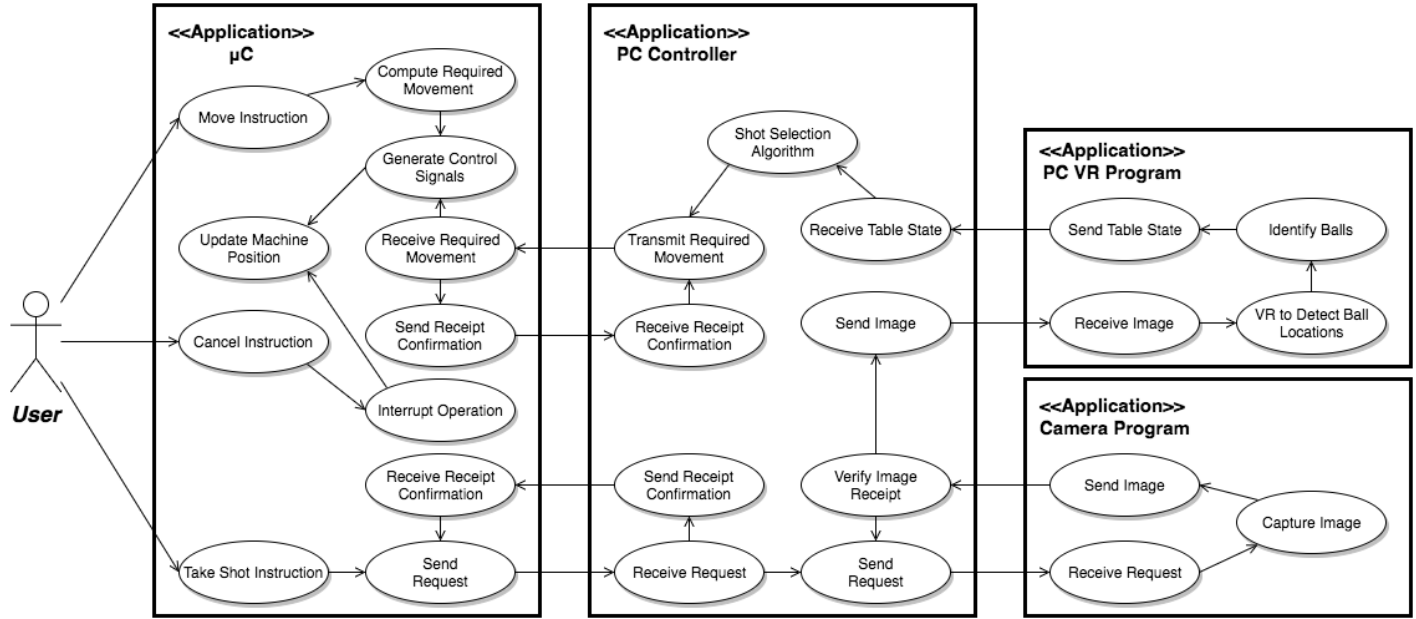 <<Application>>
µC
Move Instruction
Compute Required
Movement
Generate Control
Signals
Update Machine
Position
Receive Required
Movement
Send Receipt
Confirmation
Cancel Instruction
Interrupt Operation
Receive Receipt
Confirmation
Take Shot Instruction
Send
Request
User
<<Application>>
PC Controller
Shot Selection
Algorithm
Transmit Required
Movement
Receive Table State
Receive Receipt
Confirmation
Send Image
Send Receipt
Confirmation
Verify Image
Receipt
Receive Request
Send
Request
<<Application>>
PC VR Program
Send Table State
Identify Balls
Receive Image
VR to Detect Ball
Locations
<<Application>>
Camera Program
Send Image
Capture Image
Receive Request